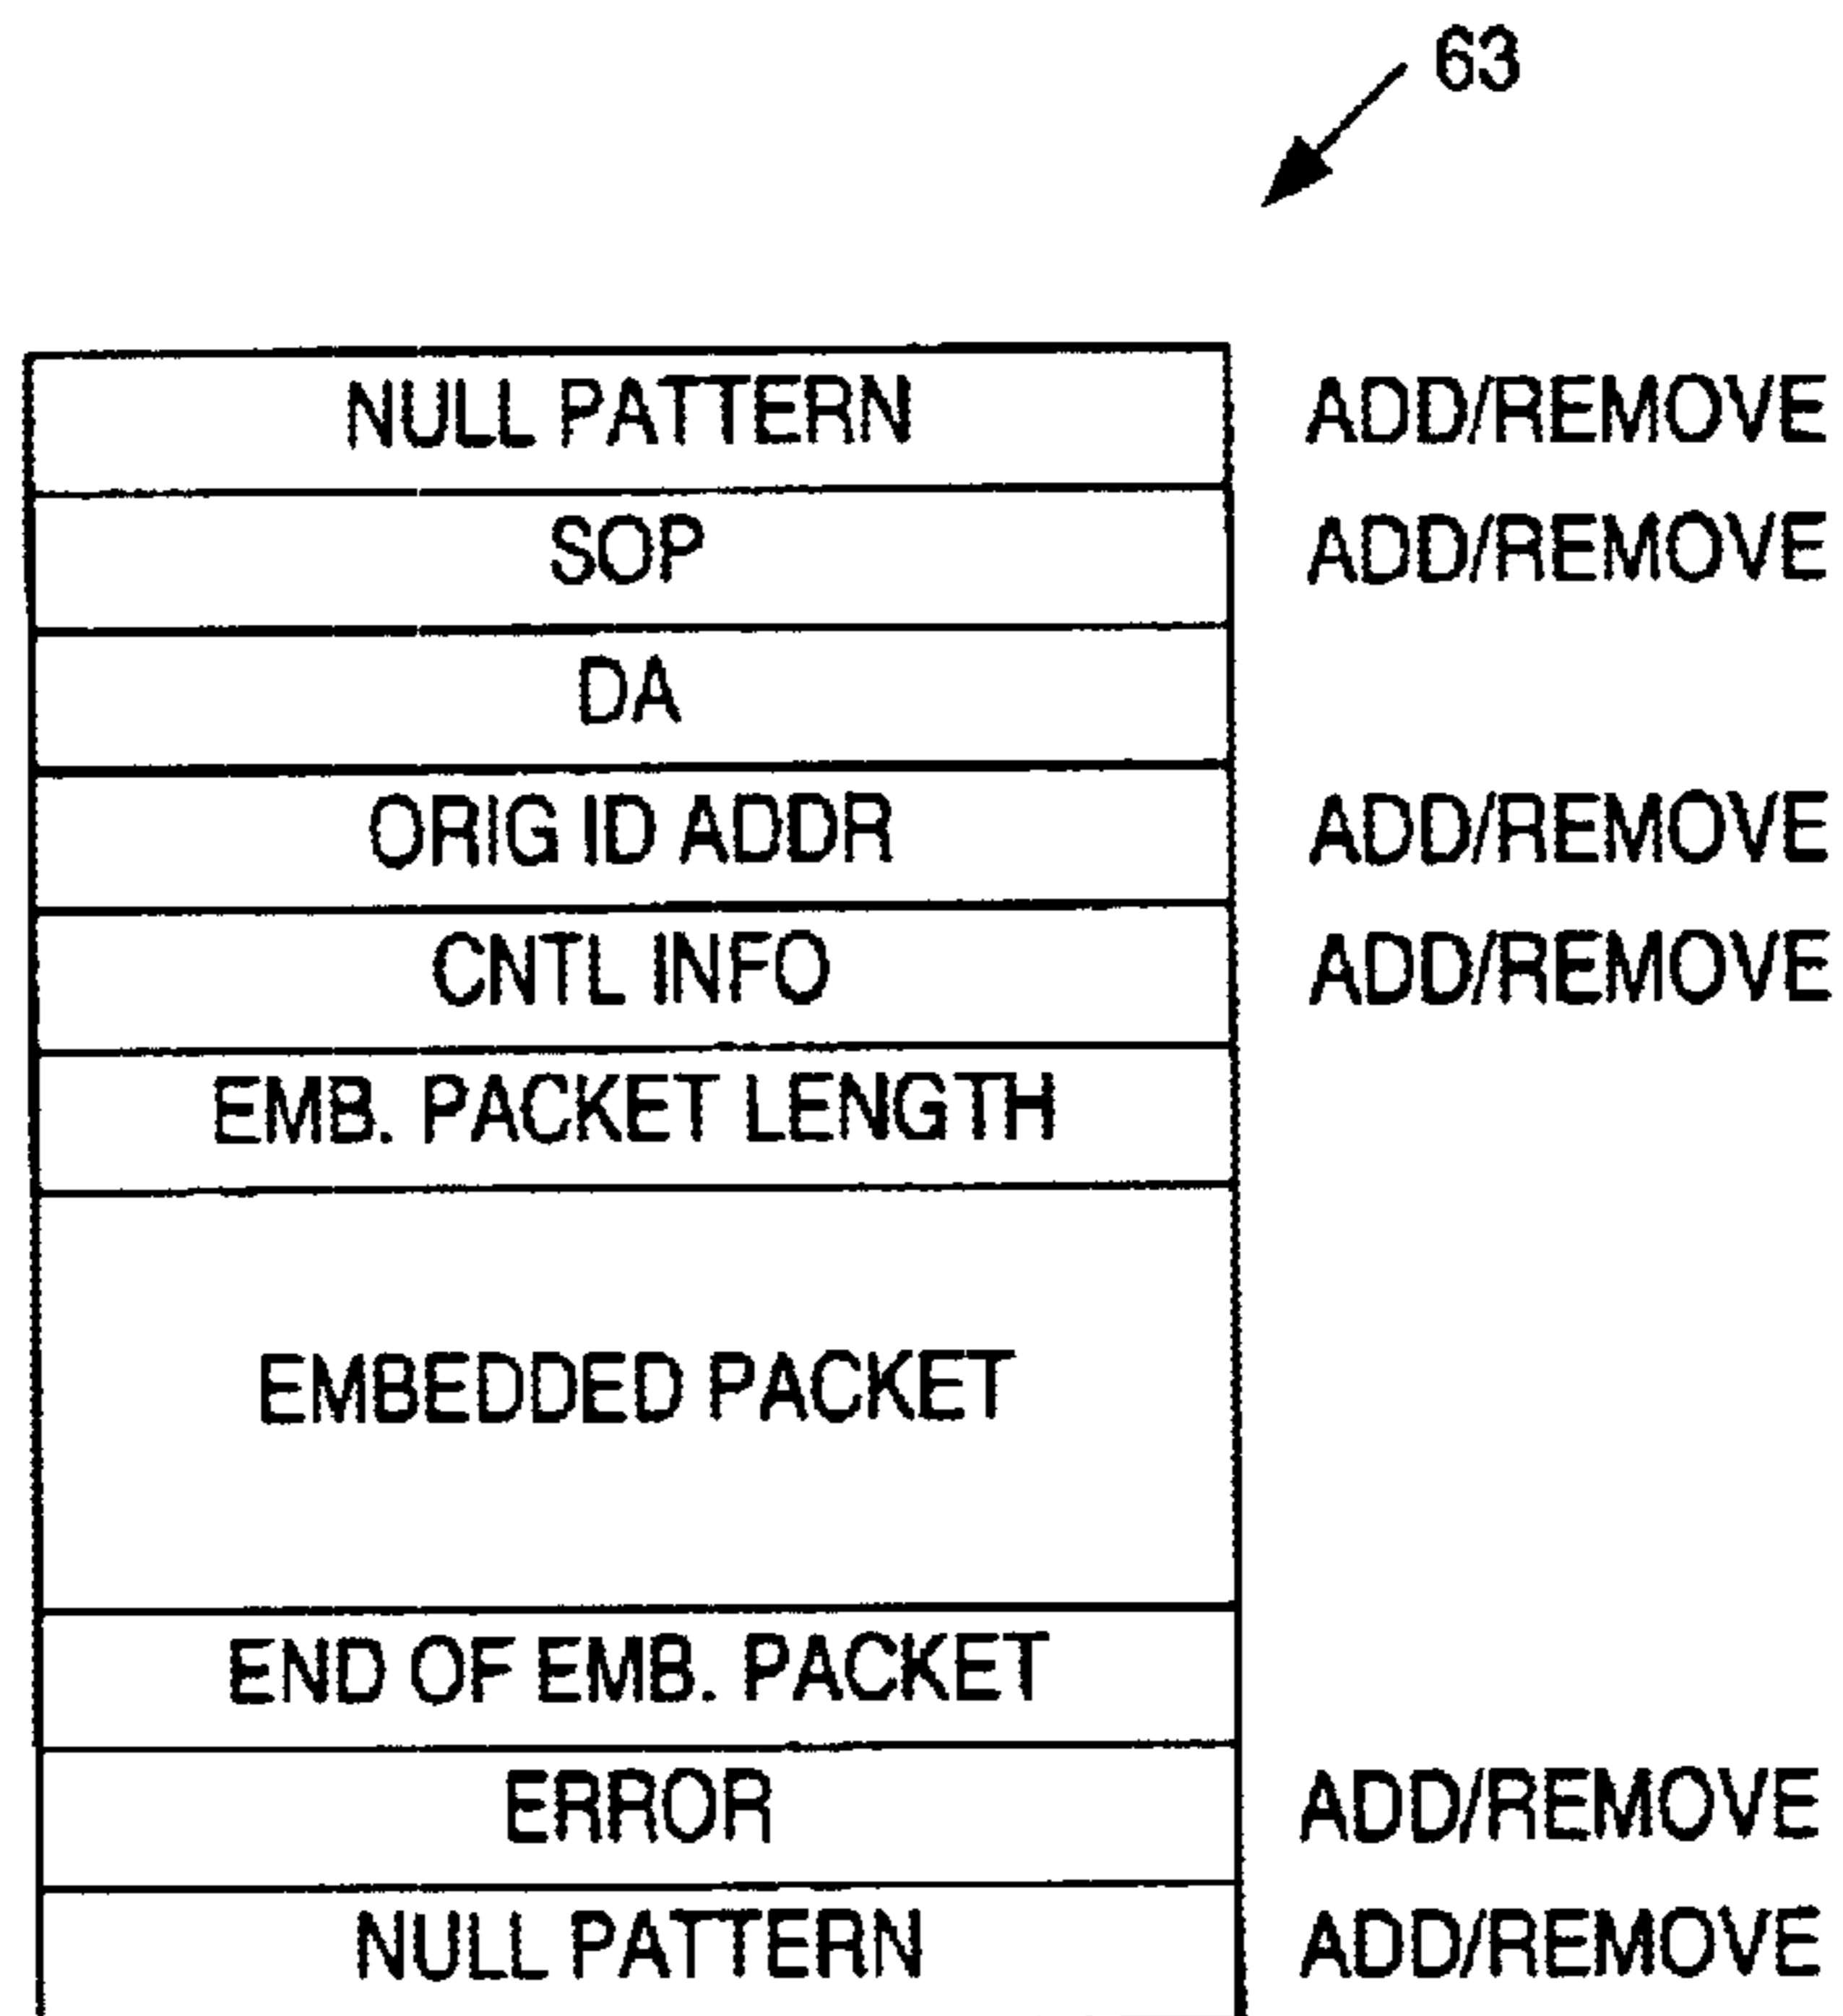 63
NULL PATTERN ADD/REMOVE
SOP ADD/REMOVE
DA
ORIG ID ADDR ADD/REMOVE
CNTL INFO ADD/REMOVE
EMB. PACKET LENGTH
EMBEDDED PACKET
END OF EMB. PACKET
ERROR ADD/REMOVE
NULL PATTERN ADD/REMOVE